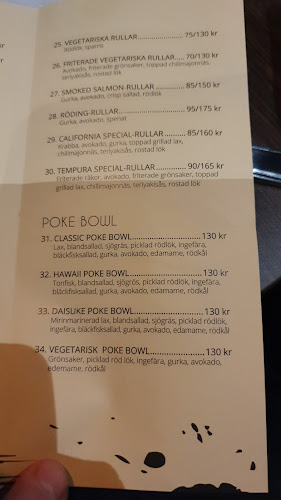 kr
kr
25. VEGETARISKA RULLAR 75/130 kr
Rödlök, sparris
26. FRITERADE VEGETARISKA RULLAR 70/130 kr
Avokado, friterade grönsaker, toppad chilimajonnäs,
teriyakisås, rostad lök
27. SMOKED SALMON-RULLAR 85/150 kr
Gurka, avokado, crisp sallad, rödlök
28. RÖDING-RULLAR 95/175 kr
Gurka, avokado, spenat
29. CALIFORNIA SPECIAL-RULLAR 85/160 kr
Krabba, avokado, gurka, toppad grillad lax,
chilimajonnäs, teriyakisås, rostad lök
30. TEMPURA SPECIAL-RULLAR 90/165 kr
Friterade räkor, avokado, friterade grönsaker, toppad
grillad lax, chilimajonnäs, teriyakisås, rostad lök
POKE BOWL
31. CLASSIC POKE BOWL 130 kr
Lax, blandsallad, sjögräs, picklad rödlök, ingefära,
bläckfisksallad, gurka, avokado, edamame, rödkål
32. HAWAII POKE BOWL 130 kr
Tonfisk, blandsallad, sjögräs, picklad rödlök, ingefära,
bläckfisksallad, gurka, avokado, edamame, rödkål
33. DAISUKE POKE BOWL 130 kr
Mirinmarinerad lax, blandsallad, sjögräs, picklad rödlök,
ingefära, bläckfisksallad, gurka, avokado, edamame, rödkål
34. VEGETARISK POKE BOWL 130 kr
Grönsaker, picklad röd lök, ingefära, gurka, avokado,
edemame, rödkål